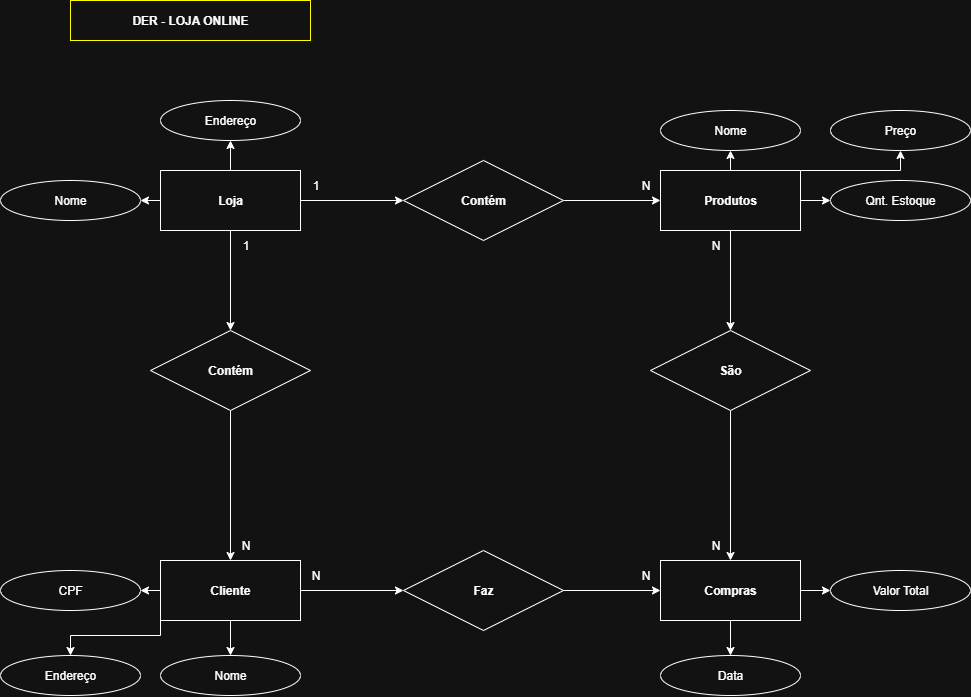 DER - LOJA ONLINE
Endereço
Nome
Preço
Nome
Loja
1
Contém
N
Produtos
Qnt. Estoque
1
N
Contém
São
N
N
CPF
Cliente
N
Faz
N
Compras
Valor Total
Endereço
Nome
Data